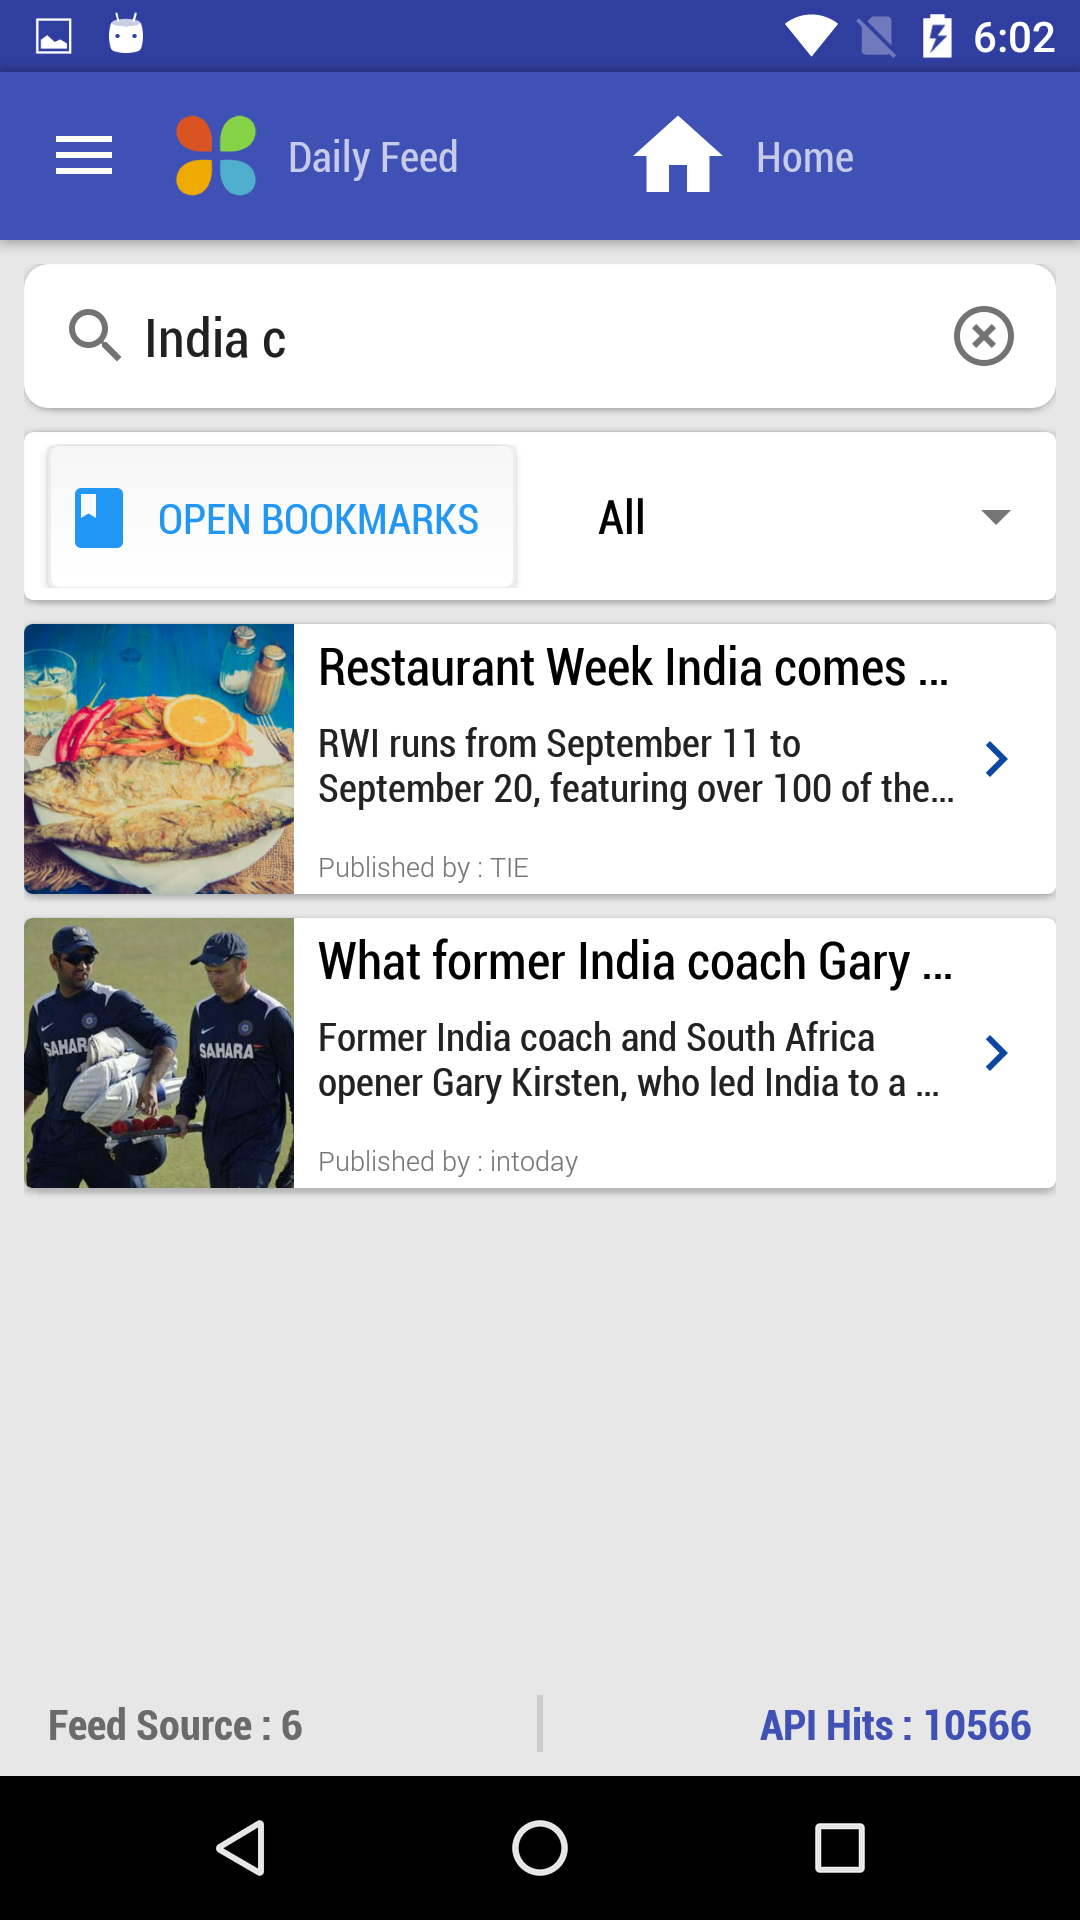 6:02
Daily Feed
Home
India c
OPEN BOOKMARKS
All
Restaurant Week India comes ...
RWI runs from September 11 to
September 20, featuring over 100 of the...
Published by : TIE
What former India coach Gary ...
Former India coach and South Africa
opener Gary Kirsten, who led India to a ...
Published by : intoday
SAHARA
SAHARA
Feed Source : 6
API Hits : 10566